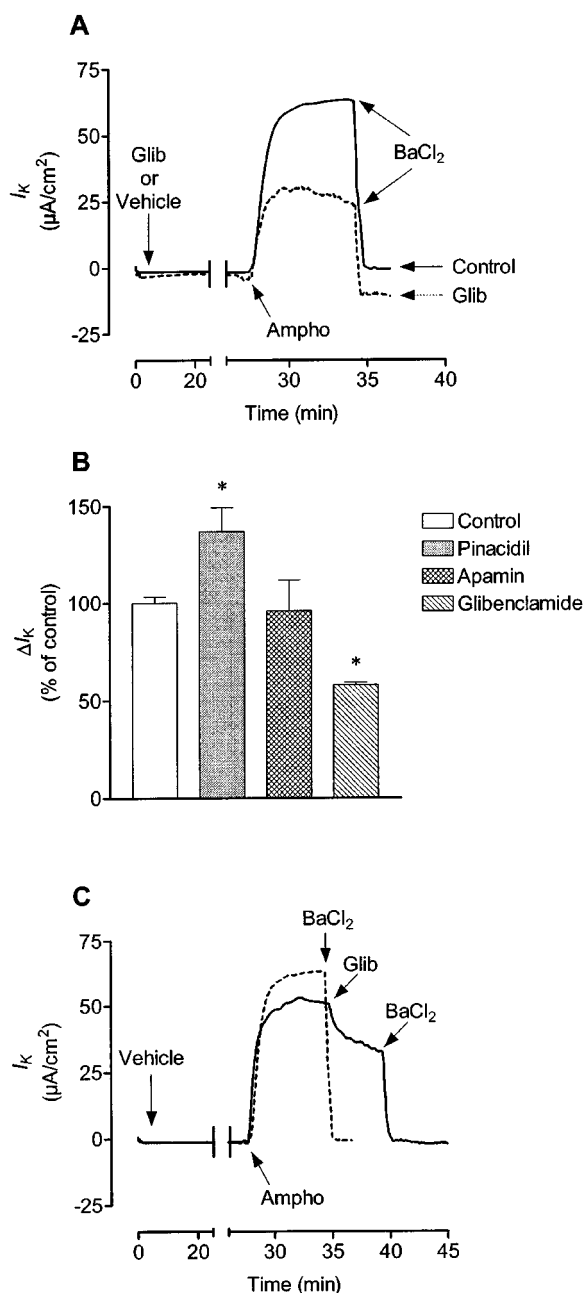 A
75
50
25
0
-25
I_K
(µA/cm²)
Glib
or
Vehicle
BaCl₂
Control
Glib
Ampho
0 20 30 35 40
Time (min)
B
150
100
50
0
ΔI_K
(% of control)
*
*
Control
Pinacidil
Apamin
Glibenclamide
C
75
50
25
0
-25
I_K
(µA/cm²)
BaCl₂
Glib
BaCl₂
Vehicle
Ampho
0 20 30 35 40 45
Time (min)